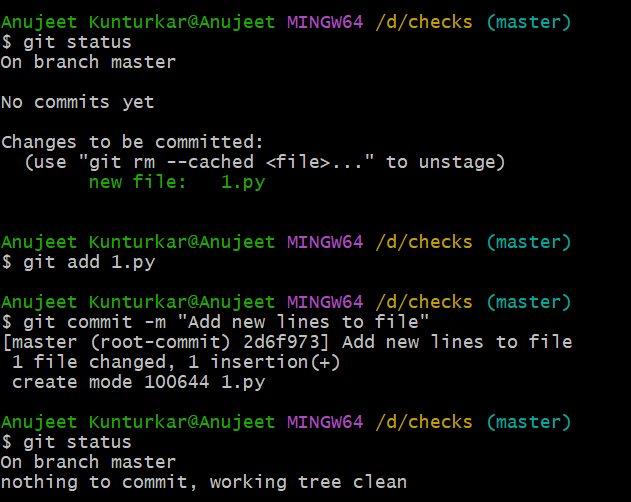 Anujeet Kunturkar@Anujeet MINGW64 /d/checks (master)
$ git status
On branch master
No commits yet
Changes to be committed:
  (use "git rm --cached <file>..." to unstage)
        new file:   1.py
Anujeet Kunturkar@Anujeet MINGW64 /d/checks (master)
$ git add 1.py
Anujeet Kunturkar@Anujeet MINGW64 /d/checks (master)
$ git commit -m "Add new lines to file"
[master (root-commit) 2d6f973] Add new lines to file
 1 file changed, 1 insertion(+)
 create mode 100644 1.py
Anujeet Kunturkar@Anujeet MINGW64 /d/checks (master)
$ git status
On branch master
nothing to commit, working tree clean